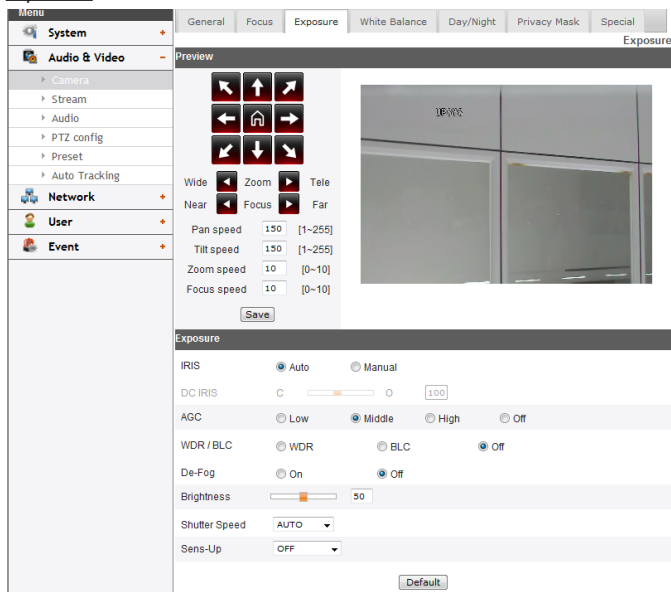 Menu
System +
Audio & Video -
Camera
Stream
Audio
PTZ config
Preset
Auto Tracking
Network +
User +
Event +
General Focus Exposure White Balance Day/Night Privacy Mask Special
Exposure
Preview
Wide Zoom Tele
Near Focus Far
Pan speed 150 [1~255]
Tilt speed 150 [1~255]
Zoom speed 10 [0~10]
Focus speed 10 [0~10]
Save
Exposure
IRIS Auto Manual
DC IRIS C O 100
AGC Low Middle High Off
WDR / BLC WDR BLC Off
De-Fog On Off
Brightness 50
Shutter Speed AUTO
Sens-Up OFF
Default